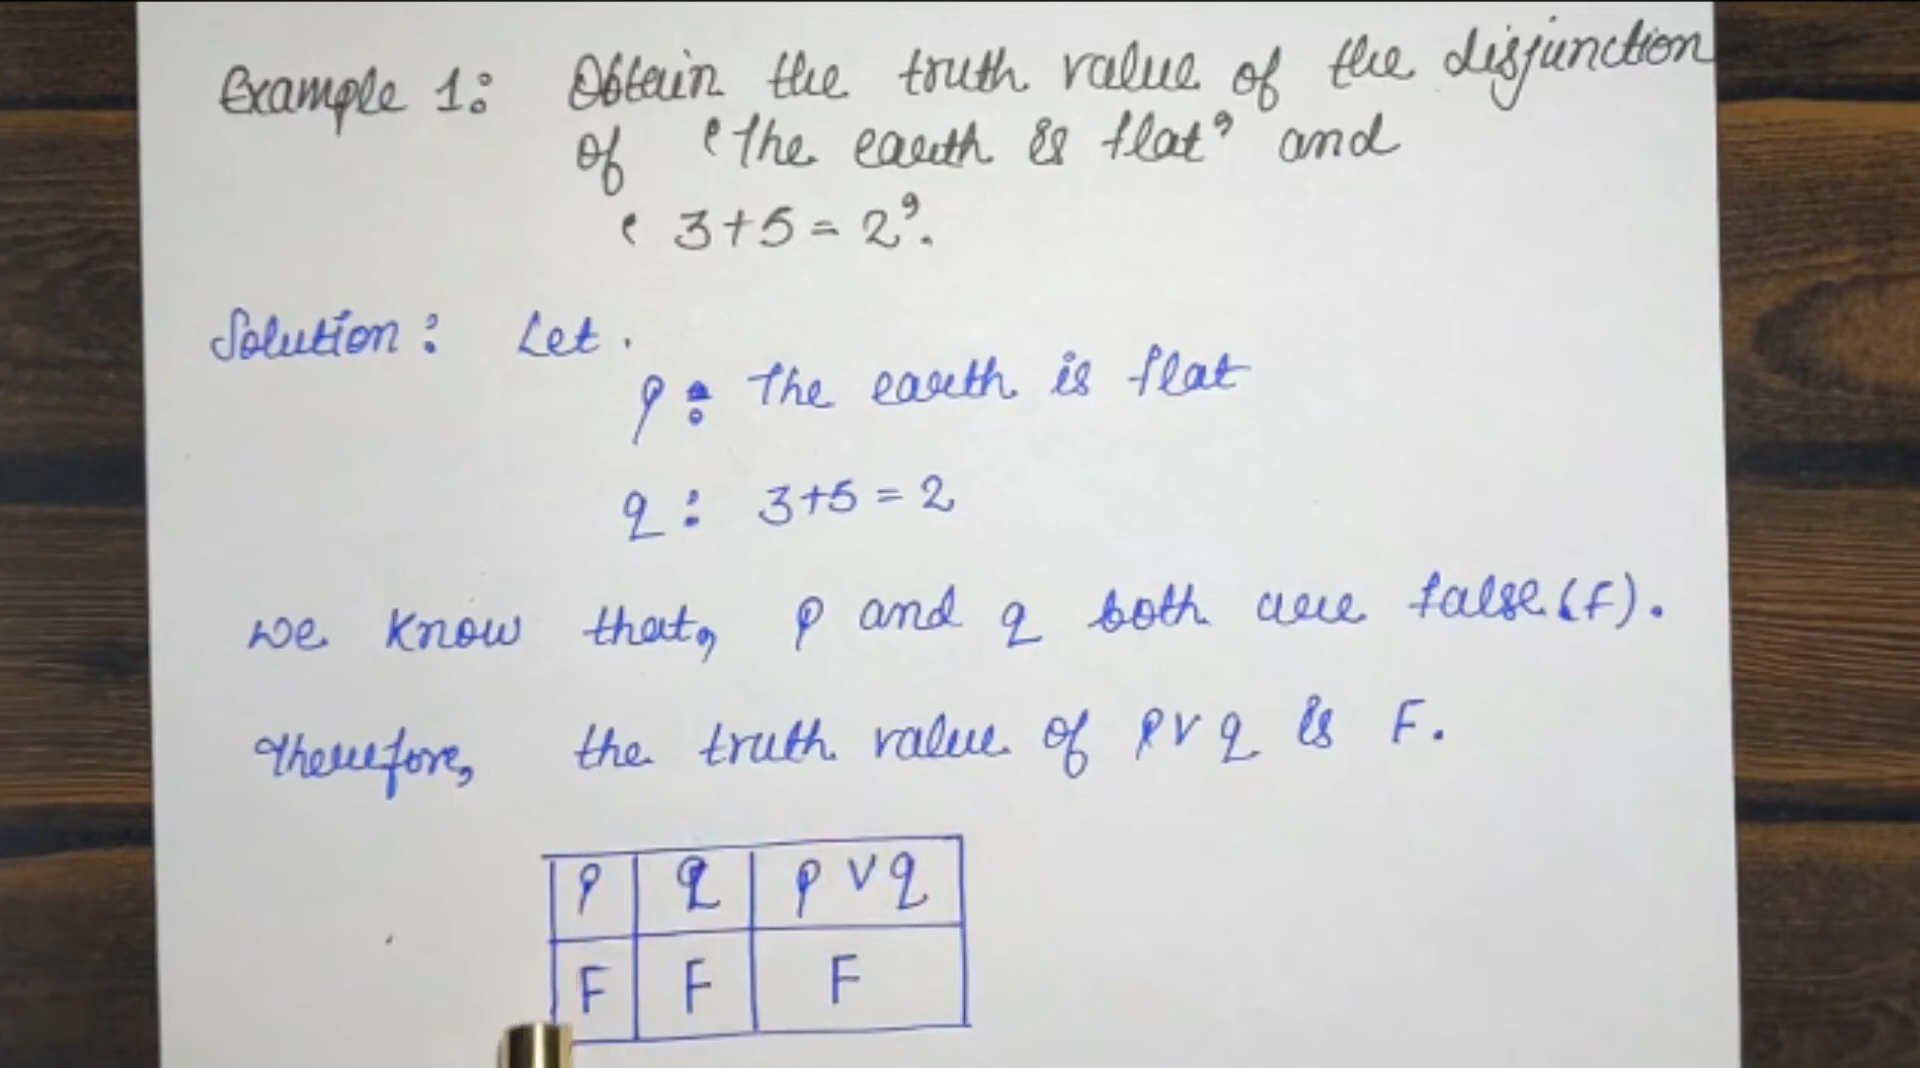 Example 1: Obtain the truth value of the disjunction
of 'The earth is flat' and
'3+5=2'.
Solution: Let.
p: The earth is flat
q: 3+5=2
we know that, p and q both are false (F).
Therefore, the truth value of p∨q is F.
p q p∨q
F F F